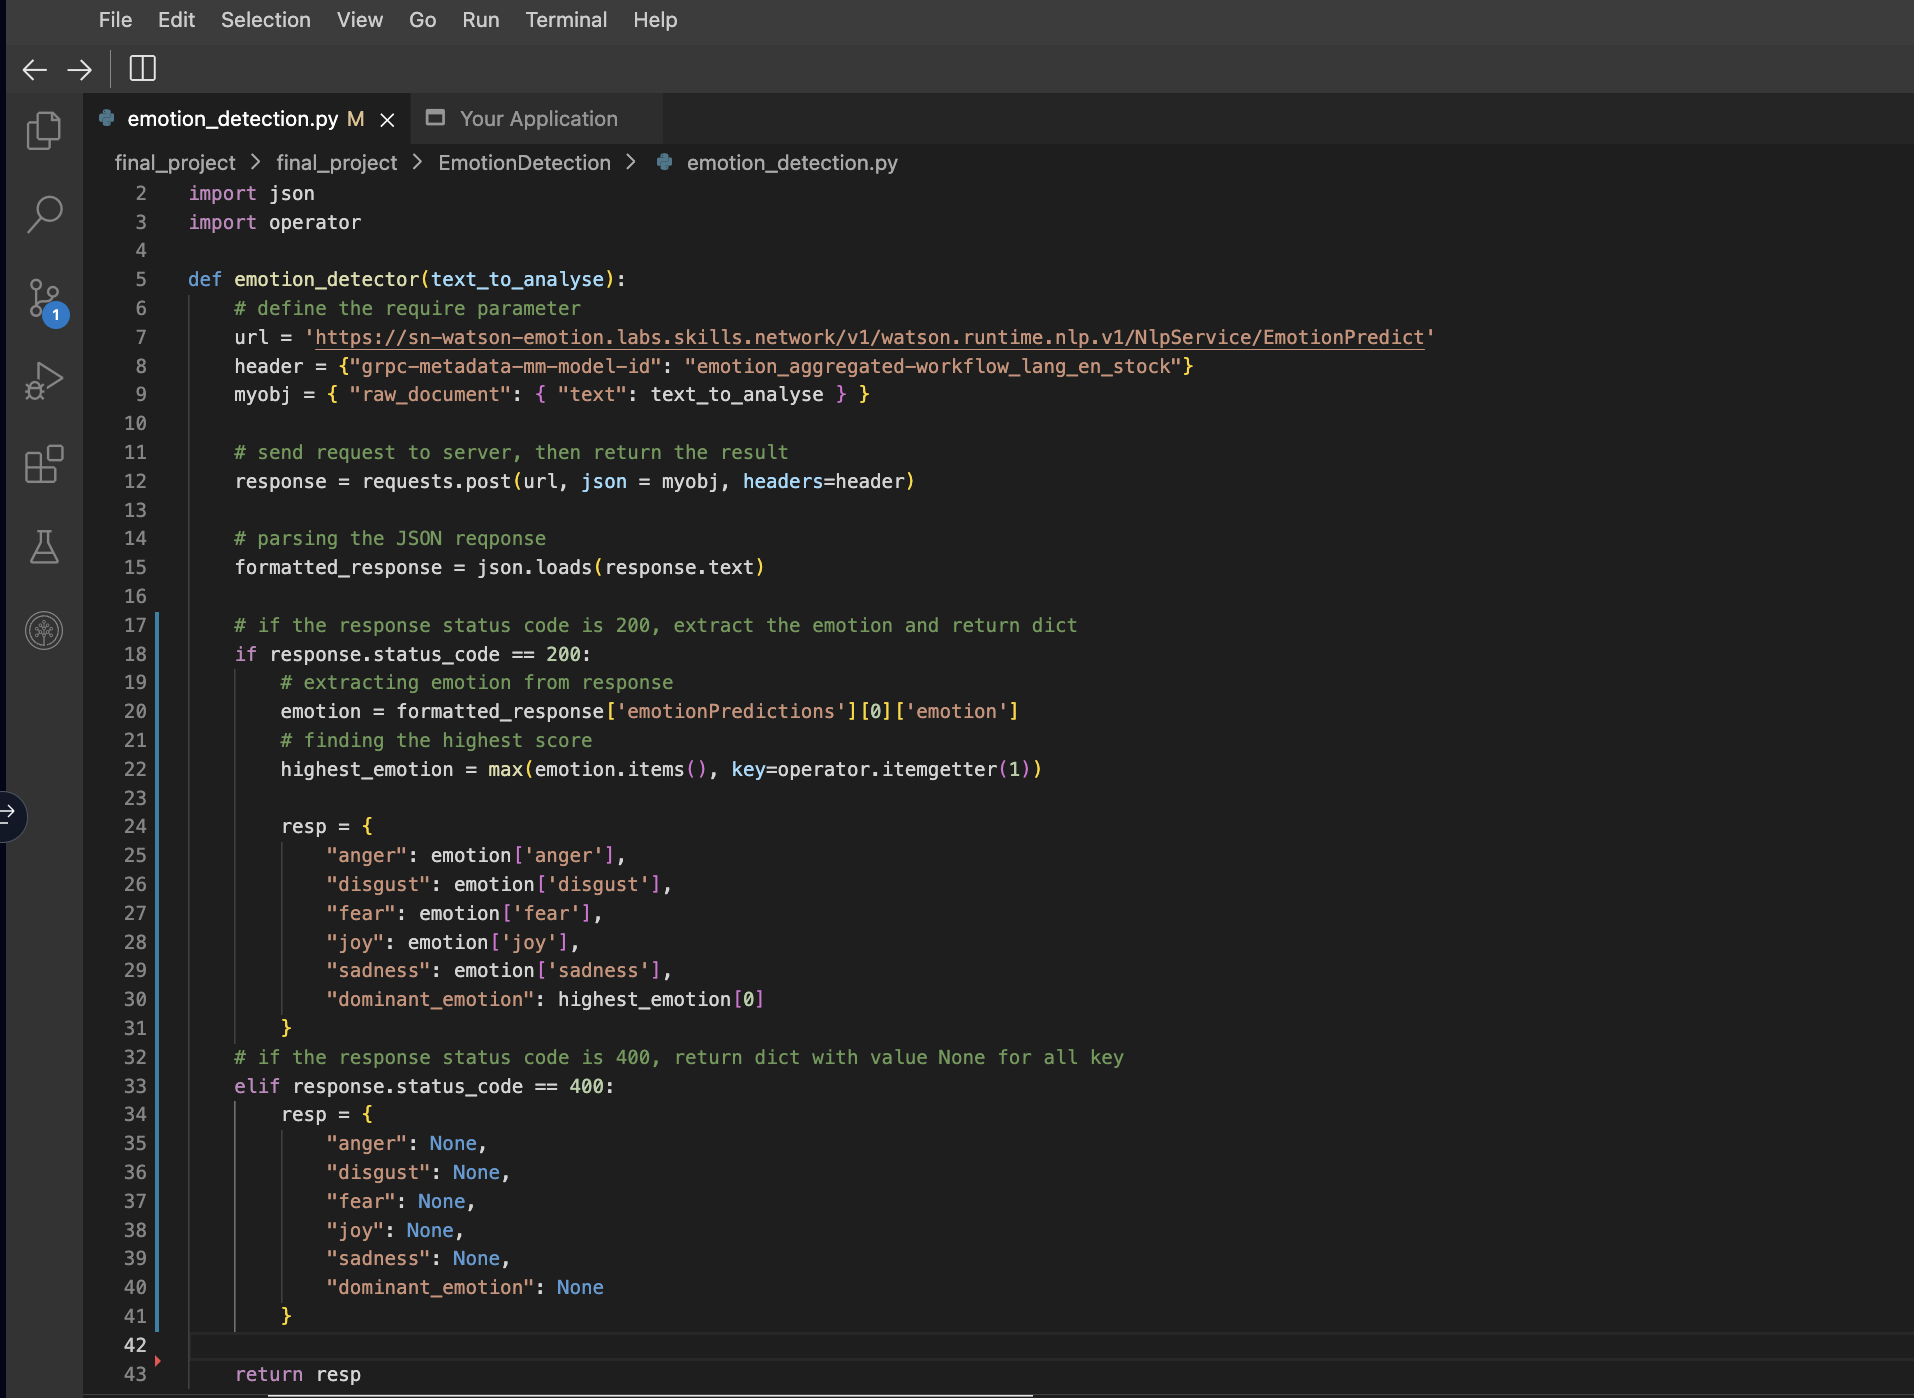 File Edit Selection View Go Run Terminal Help
emotion_detection.py M
Your Application
final_project > final_project > EmotionDetection > emotion_detection.py
1
2 import json
3 import operator
4
5 def emotion_detector(text_to_analyse):
6     # define the require parameter
7     url = 'https://sn-watson-emotion.labs.skills.network/v1/watson.runtime.nlp.v1/NlpService/EmotionPredict'
8     header = {"grpc-metadata-mm-model-id": "emotion_aggregated-workflow_lang_en_stock"}
9     myobj = { "raw_document": { "text": text_to_analyse } }
10
11     # send request to server, then return the result
12     response = requests.post(url, json = myobj, headers=header)
13
14     # parsing the JSON reqponse
15     formatted_response = json.loads(response.text)
16
17     # if the response status code is 200, extract the emotion and return dict
18     if response.status_code == 200:
19         # extracting emotion from response
20         emotion = formatted_response['emotionPredictions'][0]['emotion']
21         # finding the highest score
22         highest_emotion = max(emotion.items(), key=operator.itemgetter(1))
23
24         resp = {
25             "anger": emotion['anger'],
26             "disgust": emotion['disgust'],
27             "fear": emotion['fear'],
28             "joy": emotion['joy'],
29             "sadness": emotion['sadness'],
30             "dominant_emotion": highest_emotion[0]
31         }
32     # if the response status code is 400, return dict with value None for all key
33     elif response.status_code == 400:
34         resp = {
35             "anger": None,
36             "disgust": None,
37             "fear": None,
38             "joy": None,
39             "sadness": None,
40             "dominant_emotion": None
41         }
42
43     return resp